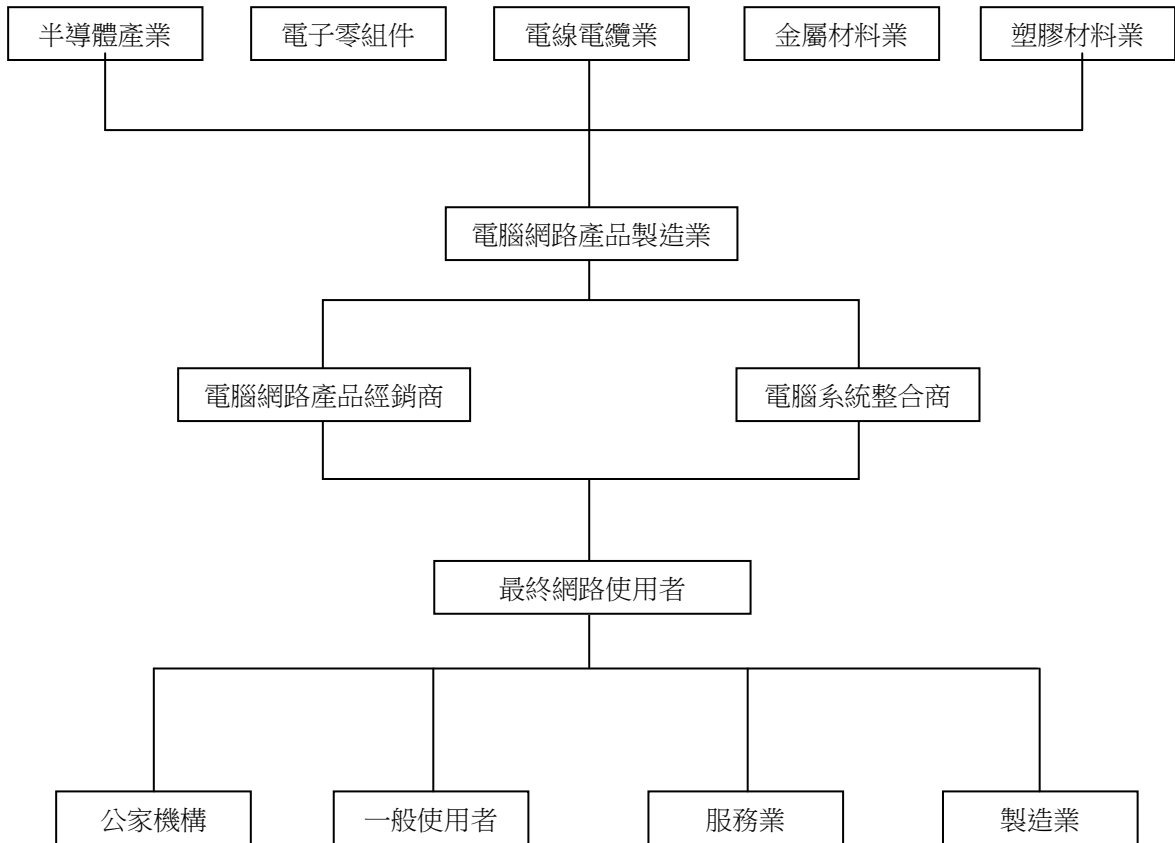 半導體產業
電子零組件
電線電纜業
金屬材料業
塑膠材料業
電腦網路產品製造業
電腦網路產品經銷商
電腦系統整合商
最終網路使用者
公家機構
一般使用者
服務業
製造業